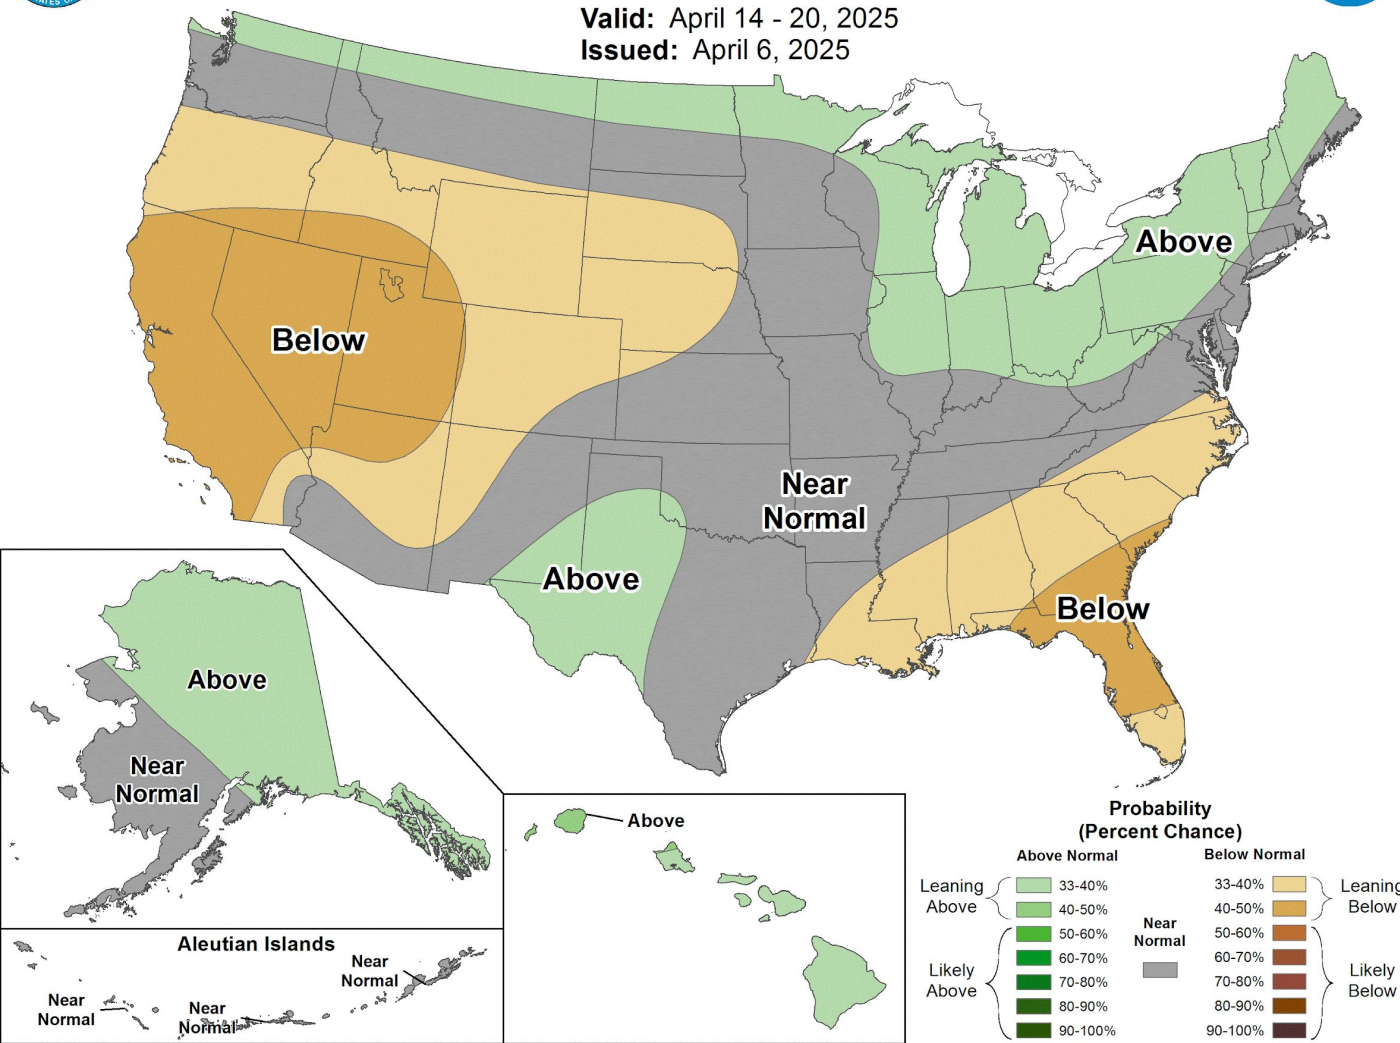 TATES O
Valid: April 14 - 20, 2025
Issued: April 6, 2025
Above
Below
Near
Normal
Above
Below
Above
Near
Normal
Above
Aleutian Islands
Near
Normal
Near
Normal
Near
Normal
Probability
(Percent Chance)
Above Normal
Below Normal
Leaning
Above
33-40%
40-50%
Likely
Above
50-60%
60-70%
70-80%
80-90%
90-100%
Near
Normal
33-40%
40-50%
Leaning
Below
50-60%
60-70%
70-80%
80-90%
90-100%
Likely
Below